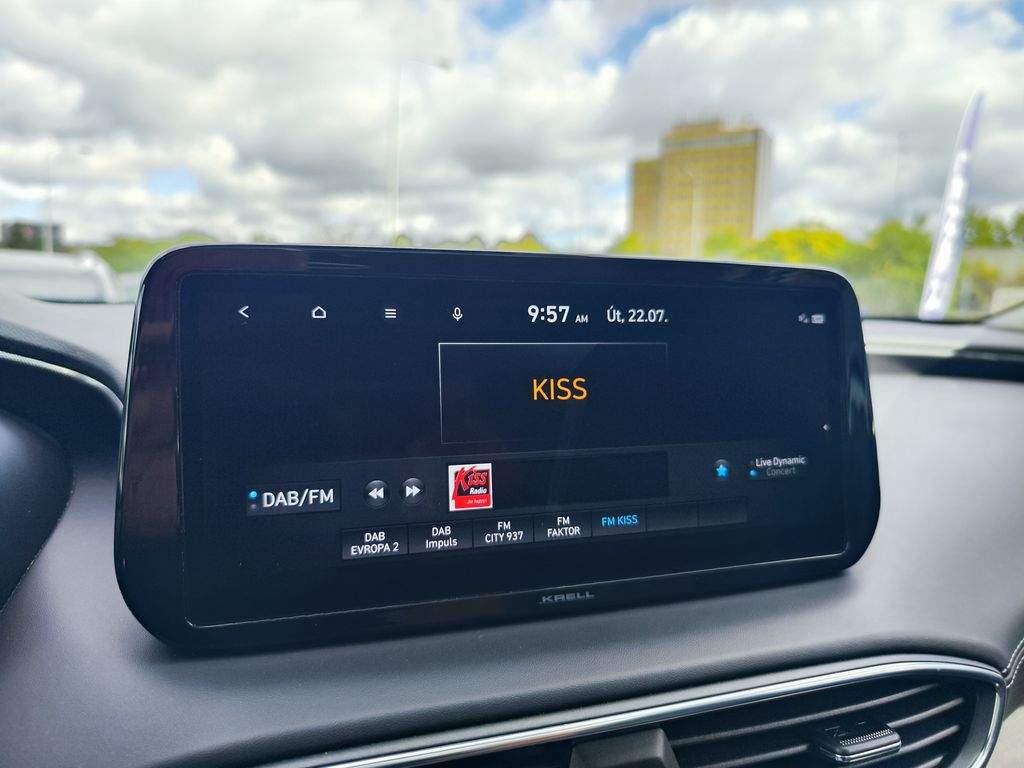 9:57 AM Út, 22.07.
KISS
DAB/FM
KISS
Radio
Live Dynamic
Concert
DAB
EVROPA 2
DAB
Impuls
FM
CITY 937
FM
FAKTOR
FM KISS
KRELL